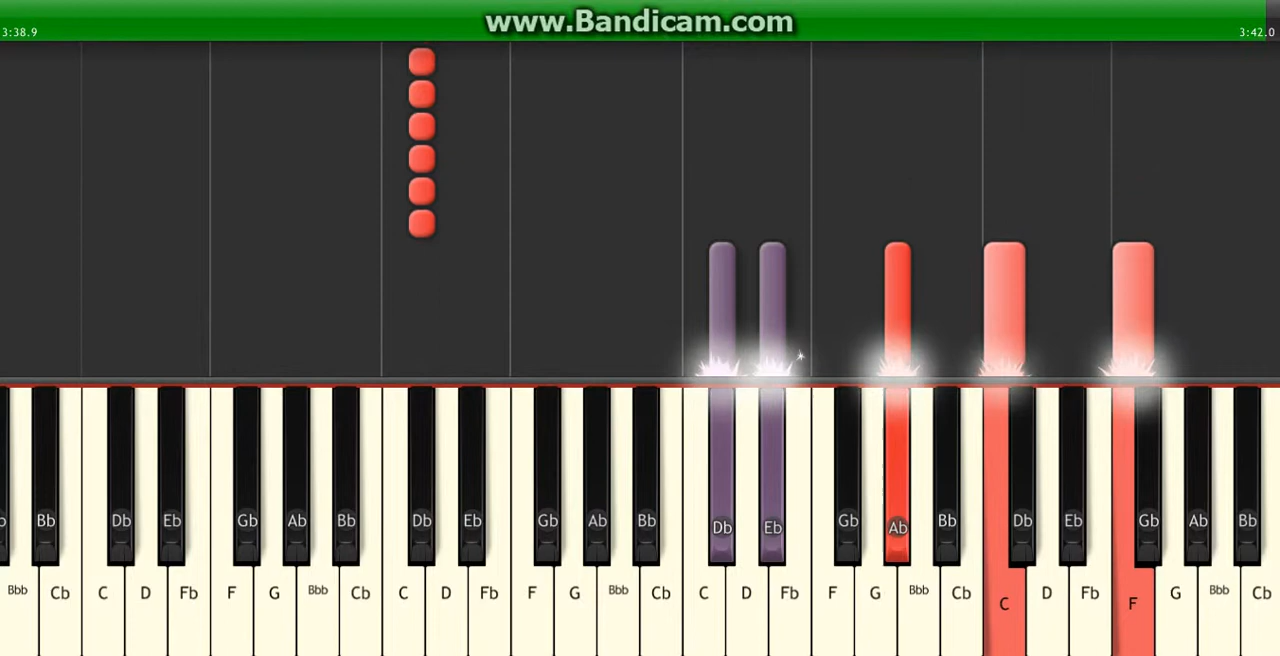 www.Bandicam.com
3:38.9 3:42.0
b Bb Db Eb Gb Ab Bb Db Eb Gb Ab Bb Db Eb Gb Ab Bb Db Eb Gb Ab Bb
Bbb Cb C D Fb F G Bbb Cb C D Fb F G Bbb Cb C D Fb F G Bbb Cb C D Fb F G Bbb Cb